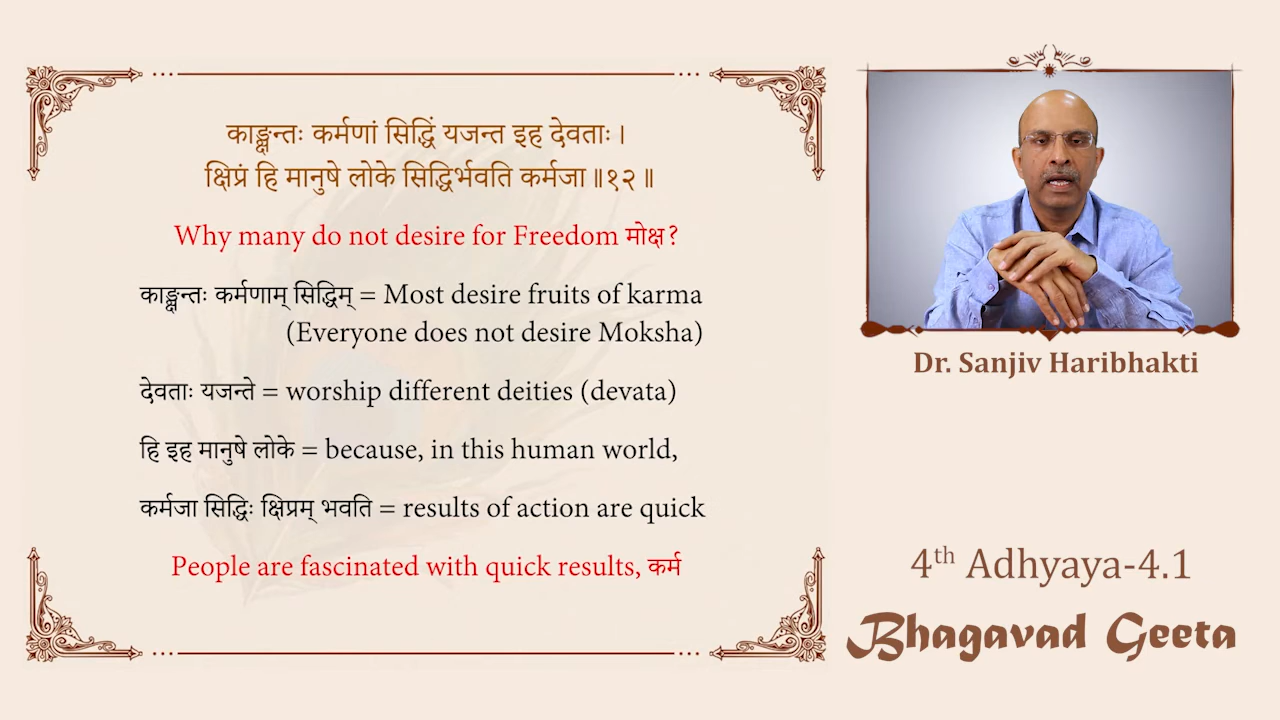 काङ्क्षन्तः कर्मणां सिद्धिं यजन्त इह देवताः ।
क्षिप्रं हि मानुषे लोके सिद्धिर्भवति कर्मजा ॥१२॥
Why many do not desire for Freedom मोक्ष?
काङ्क्षन्तः कर्मणाम् सिद्धिम् = Most desire fruits of karma
(Everyone does not desire Moksha)
देवताः यजन्ते = worship different deities (devata)
हि इह मानुषे लोके = because, in this human world,
कर्मजा सिद्धिः क्षिप्रम् भवति = results of action are quick
People are fascinated with quick results, कर्म
Dr. Sanjiv Haribhakti
4th Adhyaya-4.1
Bhagavad Geeta